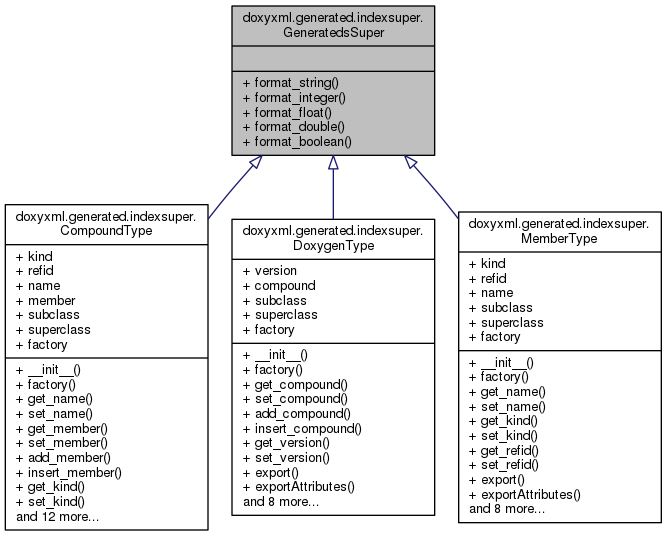 doxyxml.generated.indexsuper.
GeneratedsSuper
+ format_string()
+ format_integer()
+ format_float()
+ format_double()
+ format_boolean()
doxyxml.generated.indexsuper.
CompoundType
+ kind
+ refid
+ name
+ member
+ subclass
+ superclass
+ factory
+ __init__()
+ factory()
+ get_name()
+ set_name()
+ get_member()
+ set_member()
+ add_member()
+ insert_member()
+ get_kind()
+ set_kind()
and 12 more...
doxyxml.generated.indexsuper.
DoxygenType
+ version
+ compound
+ subclass
+ superclass
+ factory
+ __init__()
+ factory()
+ get_compound()
+ set_compound()
+ add_compound()
+ insert_compound()
+ get_version()
+ set_version()
+ export()
+ exportAttributes()
and 8 more...
doxyxml.generated.indexsuper.
MemberType
+ kind
+ refid
+ name
+ subclass
+ superclass
+ factory
+ __init__()
+ factory()
+ get_name()
+ set_name()
+ get_kind()
+ set_kind()
+ get_refid()
+ set_refid()
+ export()
+ exportAttributes()
and 8 more...